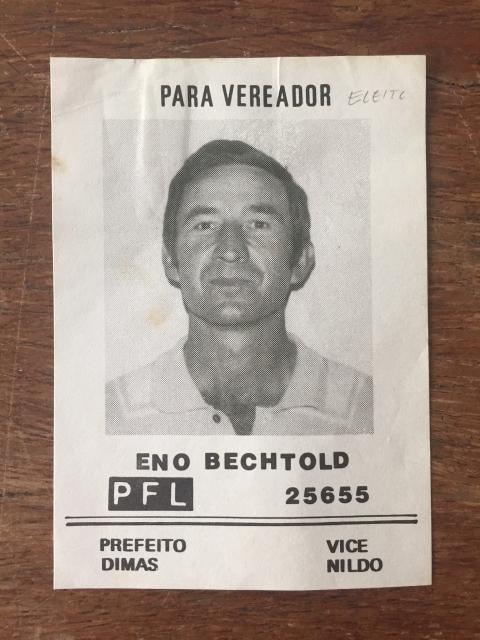 PARA VEREADOR ELEITO
ENO BECHTOLD
PFL 25655
PREFEITO VICE
DIMAS NILDO